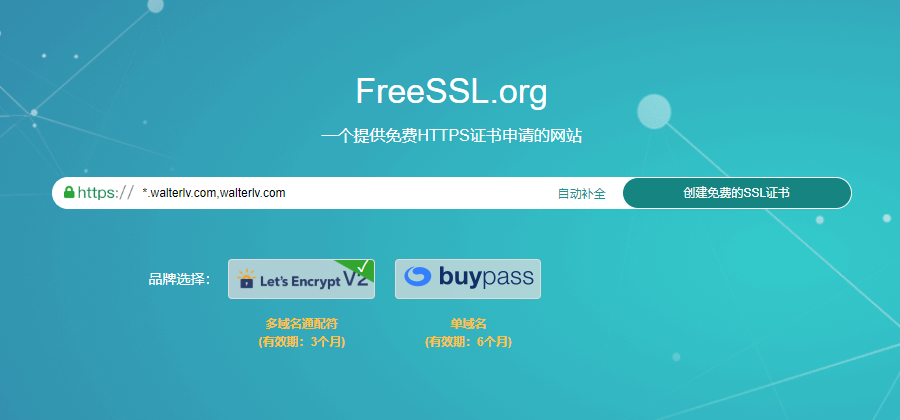 FreeSSL.org
一个提供免费HTTPS证书申请的网站
https:// *.walterlv.com,walterlv.com 自动补全 创建免费的SSL证书
品牌选择： Let's Encrypt V2 buypass
多域名通配符 单域名
(有效期：3个月) (有效期：6个月)